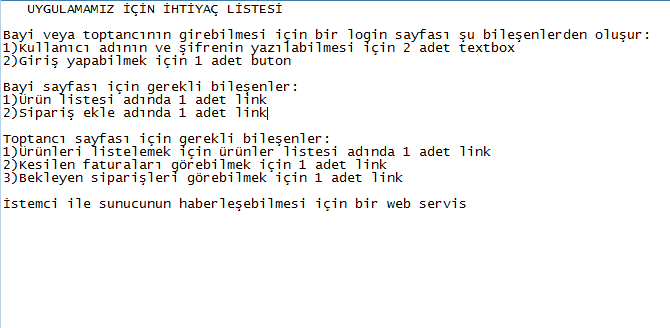 UYGULAMAMIZ İÇİN İHTİYAÇ LİSTESİ
Bayi veya toptancının girebilmesi için bir login sayfası şu bileşenlerden oluşur:
1)Kullanıcı adının ve şifrenin yazılabilmesi için 2 adet textbox
2)Giriş yapabilmek için 1 adet buton
Bayi sayfası için gerekli bileşenler:
1)Ürün listesi adında 1 adet link
2)Sipariş ekle adında 1 adet link
Toptancı sayfası için gerekli bileşenler:
1)Ürünleri listelemek için ürünler listesi adında 1 adet link
2)Kesilen faturaları görebilmek için 1 adet link
3)Bekleyen siparişleri görebilmek için 1 adet link
İstemci ile sunucunun haberleşebilmesi için bir web servis